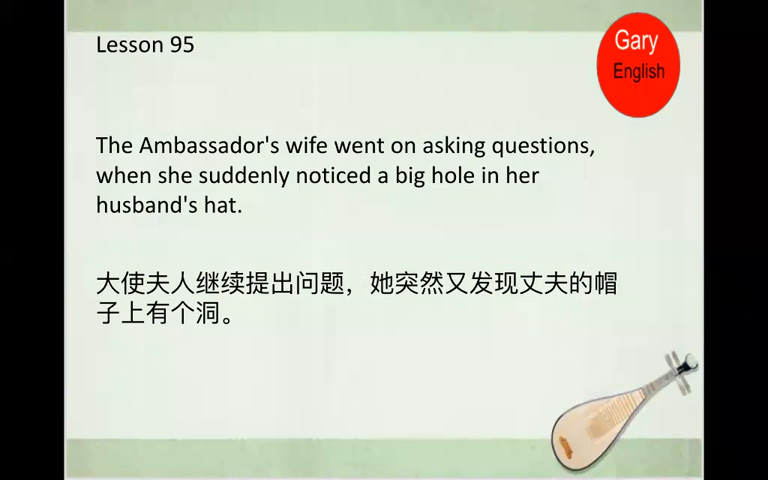 Lesson 95
Gary
English
The Ambassador's wife went on asking questions,
when she suddenly noticed a big hole in her
husband's hat.
大使夫人继续提出问题，她突然又发现丈夫的帽
子上有个洞。